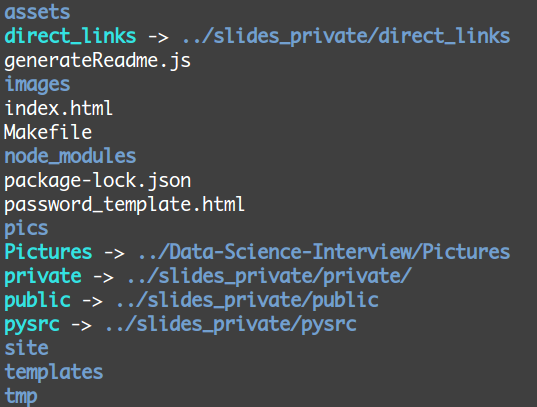 assets
direct_links -> ../slides_private/direct_links
generateReadme.js
images
index.html
Makefile
node_modules
package-lock.json
password_template.html
pics
Pictures -> ../Data-Science-Interview/Pictures
private -> ../slides_private/private/
public -> ../slides_private/public
pysrc -> ../slides_private/pysrc
site
templates
tmp